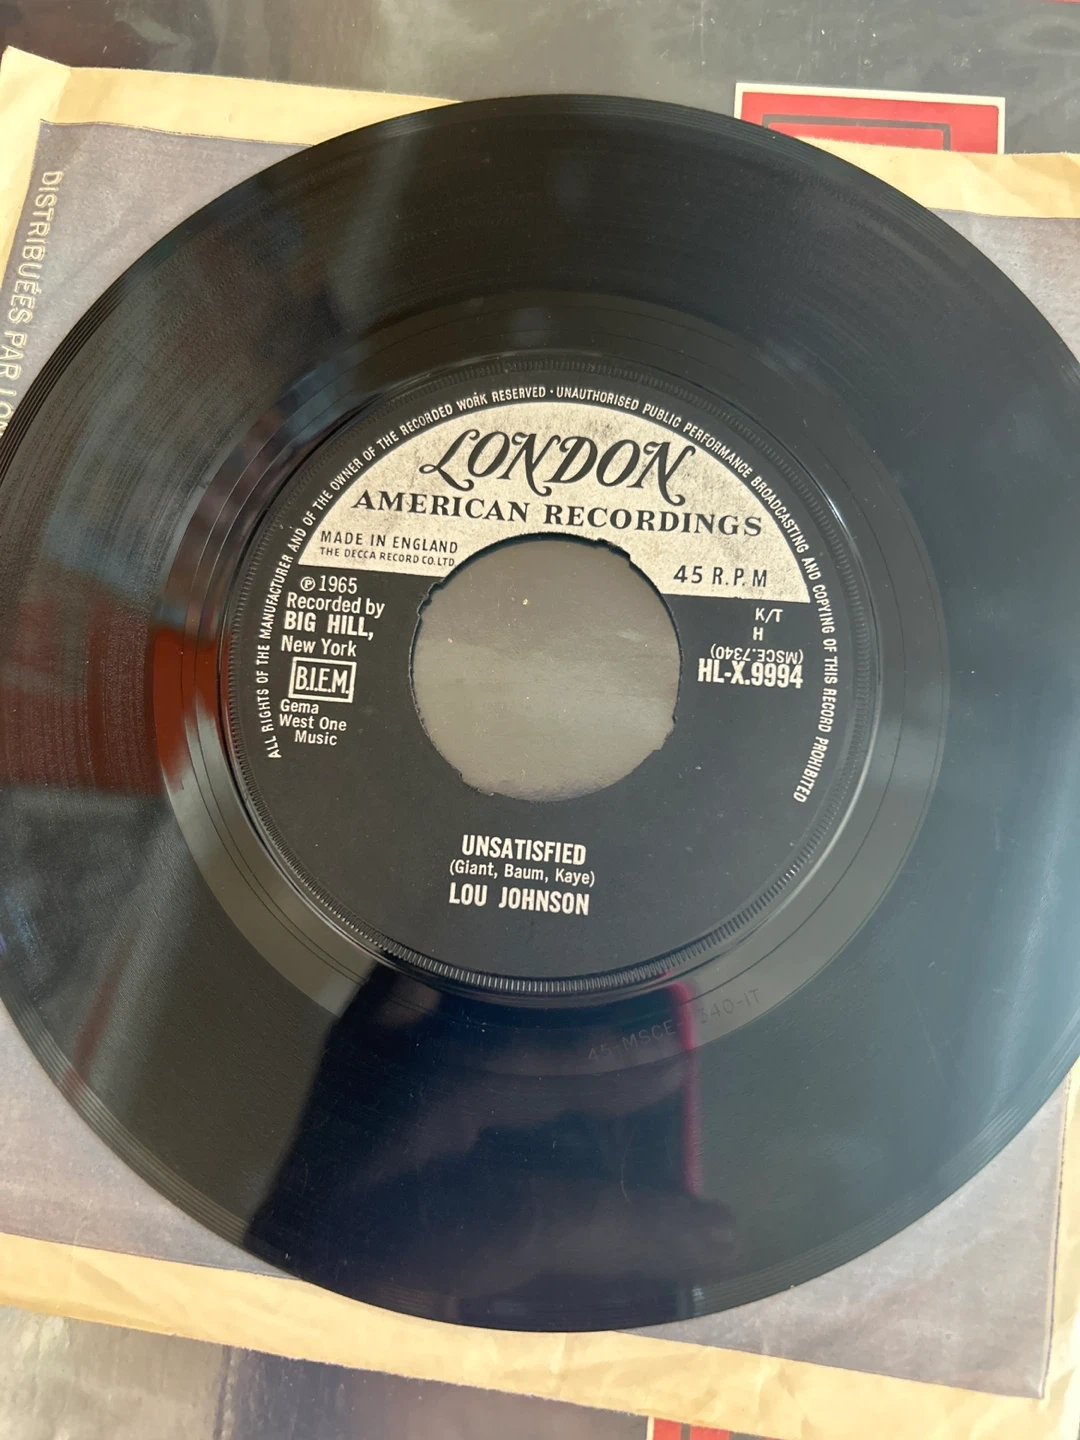 DISTRIBUÉES PAR
ALL RIGHTS OF THE MANUFACTURER AND OF THE OWNER OF THE RECORDED WORK RESERVED · UNAUTHORISED PUBLIC PERFORMANCE BROADCASTING AND COPYING OF THIS RECORD PROHIBITED
LONDON
AMERICAN RECORDINGS
MADE IN ENGLAND
THE DECCA RECORD CO. LTD.
45 R.P.M
℗ 1965
Recorded by
BIG HILL,
New York
B.I.E.M.
Gema
West One
Music
K/T
H
(MSCE.7340)
HL-X.9994
UNSATISFIED
(Giant, Baum, Kaye)
LOU JOHNSON